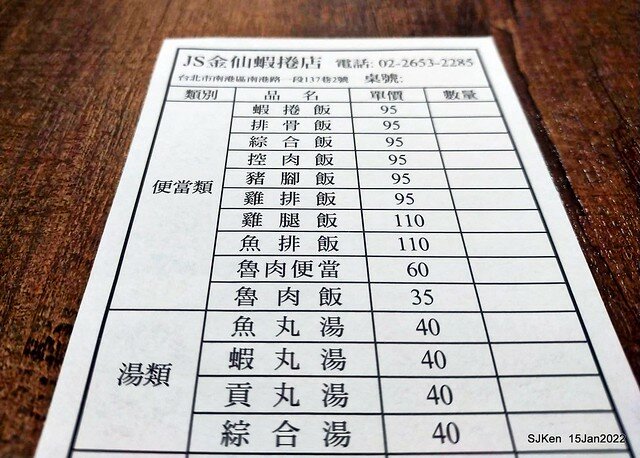 JS金仙蝦捲店 電話: 02-2653-2285
台北市南港區南港路一段137巷2號 桌號:
類別 品名 單價 數量
便當類
蝦捲飯 95
排骨飯 95
綜合飯 95
控肉飯 95
豬腳飯 95
雞排飯 95
雞腿飯 110
魚排飯 110
魯肉便當 60
魯肉飯 35
湯類
魚丸湯 40
蝦丸湯 40
貢丸湯 40
綜合湯 40
SJKen 15Jan2022